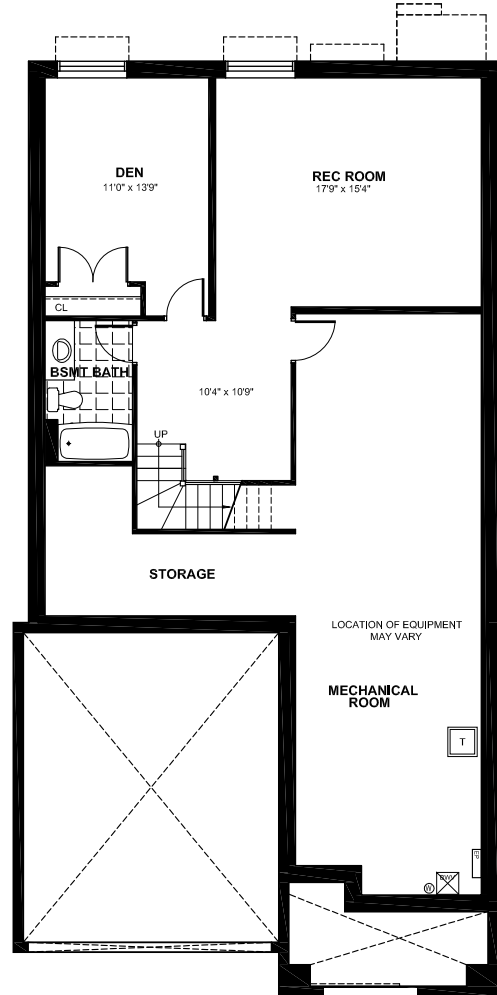 DEN
11'0" x 13'9"
REC ROOM
17'9" x 15'4"
CL
BSMT BATH
10'4" x 10'9"
UP
STORAGE
LOCATION OF EQUIPMENT
MAY VARY
MECHANICAL
ROOM
T
EP
W